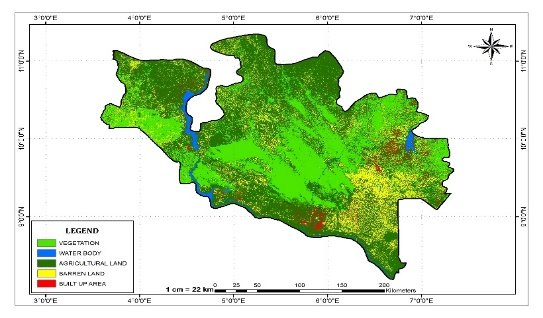 3°0'0"E 4°0'0"E 5°0'0"E 6°0'0"E 7°0'0"E
N
W E
S
11°0'0"N 11°0'0"N
10°0'0"N 10°0'0"N
9°0'0"N 9°0'0"N
LEGEND
VEGETATION
WATER BODY
AGRICULTURAL LAND
BARREN LAND
BUILT UP AREA
1 cm = 22 km
0 25 50 100 150 200
Kilometers
3°0'0"E 4°0'0"E 5°0'0"E 6°0'0"E 7°0'0"E